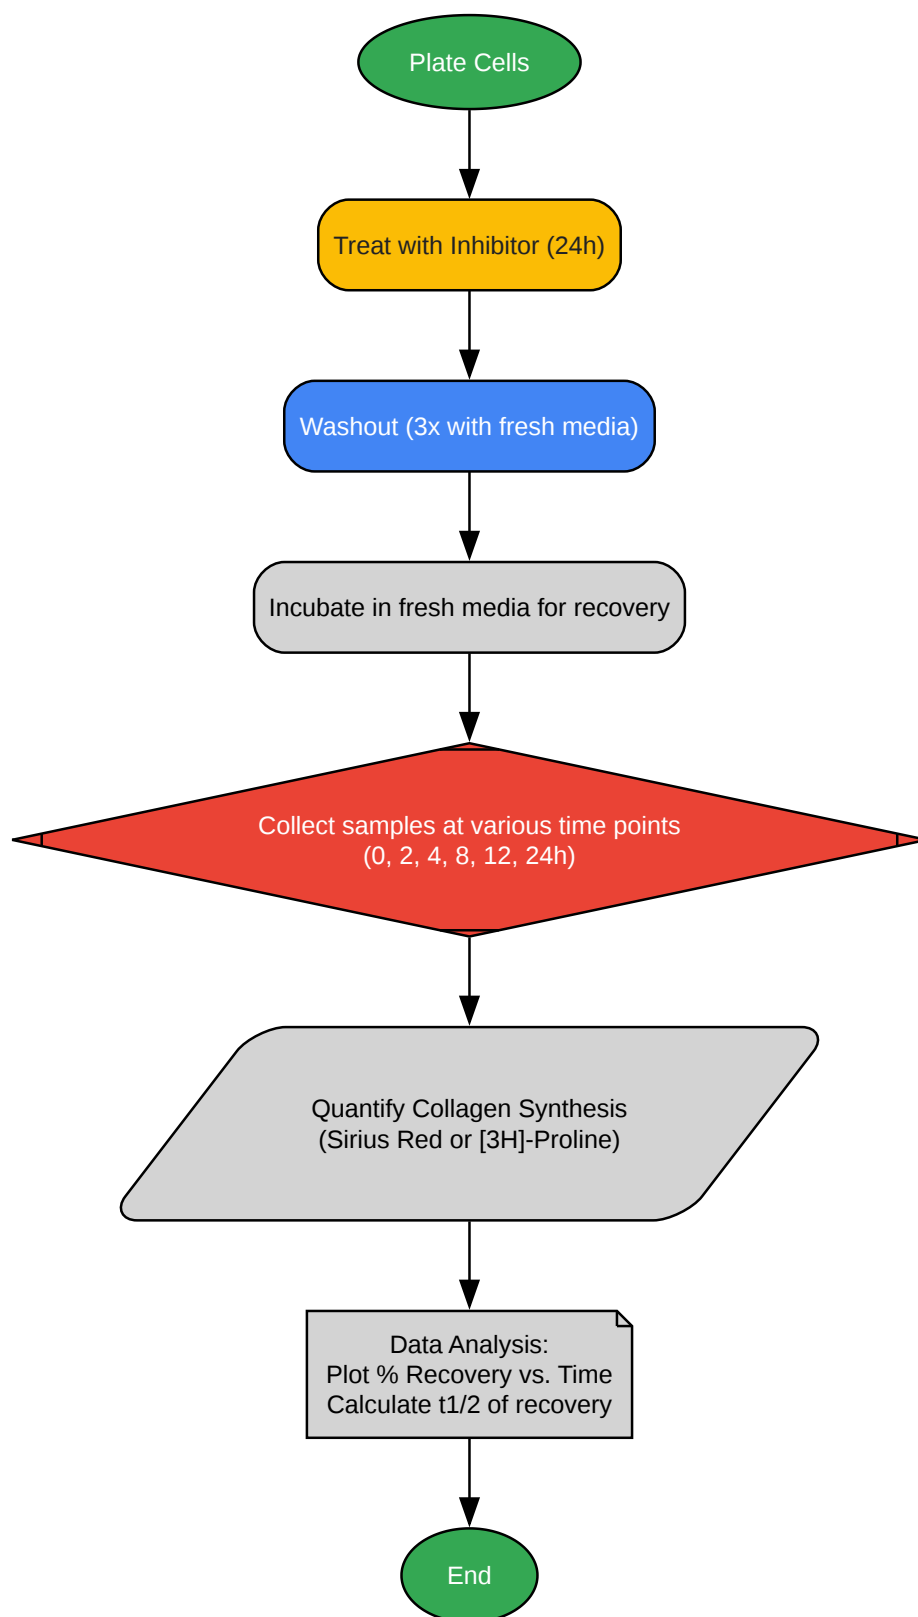 Plate Cells
Treat with Inhibitor (24h)
Washout (3x with fresh media)
Incubate in fresh media for recovery
Collect samples at various time points
(0, 2, 4, 8, 12, 24h)
Quantify Collagen Synthesis
(Sirius Red or [3H]-Proline)
Data Analysis:
Plot % Recovery vs. Time
Calculate t1/2 of recovery
End